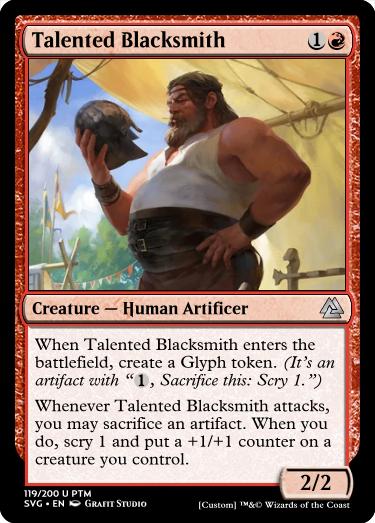 Talented Blacksmith 1
Creature — Human Artificer
When Talented Blacksmith enters the
battlefield, create a Glyph token. (It's an
artifact with “1, Sacrifice this: Scry 1.”)
Whenever Talented Blacksmith attacks,
you may sacrifice an artifact. When you
do, scry 1 and put a +1/+1 counter on a
creature you control.
2/2
119/200 U PTM
SVG • EN Grafit Studio
[Custom] ™&© Wizards of the Coast